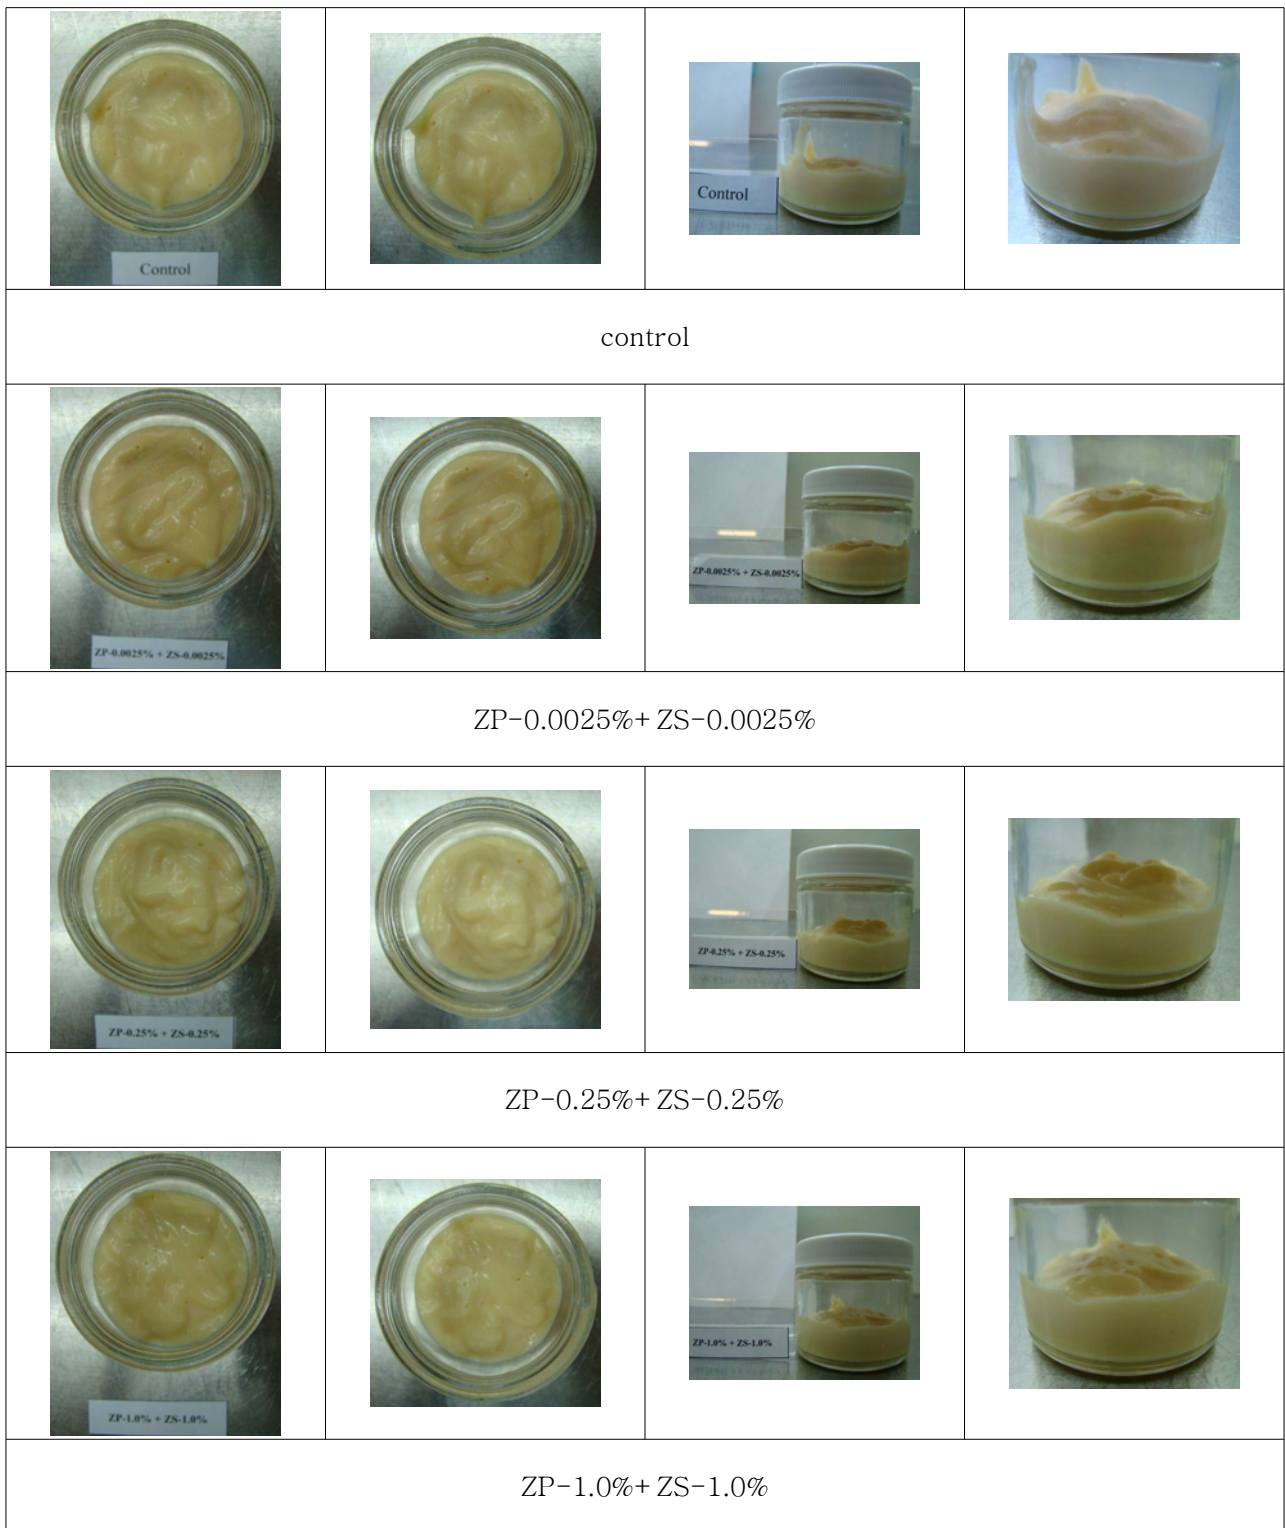 Control
Control
control
ZP-0.0025% + ZS-0.0025%
ZP-0.0025% + ZS-0.0025%
ZP-0.0025%+ ZS-0.0025%
ZP-0.25% + ZS-0.25%
ZP-0.25% + ZS-0.25%
ZP-0.25%+ ZS-0.25%
ZP-1.0% + ZS-1.0%
ZP-1.0% + ZS-1.0%
ZP-1.0%+ ZS-1.0%